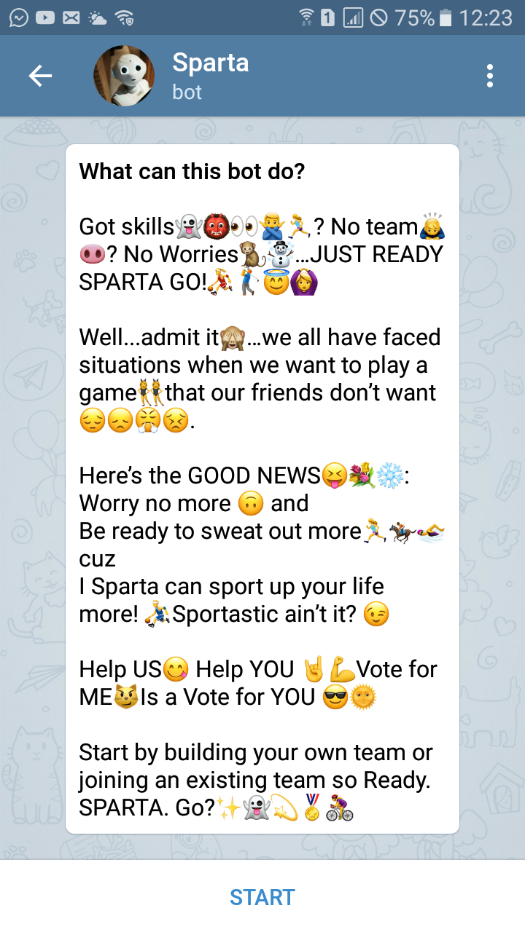 75% 12:23
Sparta
bot
What can this bot do?
Got skills👻👹👀🙅‍♂️🏃‍♀️? No team🙇
🐽? No Worries🐒☃️...JUST READY
SPARTA GO!⛹️‍♀️🏌️😇🙆‍♀️
Well...admit it🙈...we all have faced
situations when we want to play a
game👯that our friends don't want
😔😞😤😣.
Here's the GOOD NEWS😝💐❄️:
Worry no more 🙃 and
Be ready to sweat out more🏃‍♀️🏇🏊
cuz
I Sparta can sport up your life
more! ⛹️Sportastic ain't it? 😉
Help US😋 Help YOU 🤘💪Vote for
ME😼Is a Vote for YOU 😎🌞
Start by building your own team or
joining an existing team so Ready.
SPARTA. Go?✨👻💫🏅🚴‍♀️
START